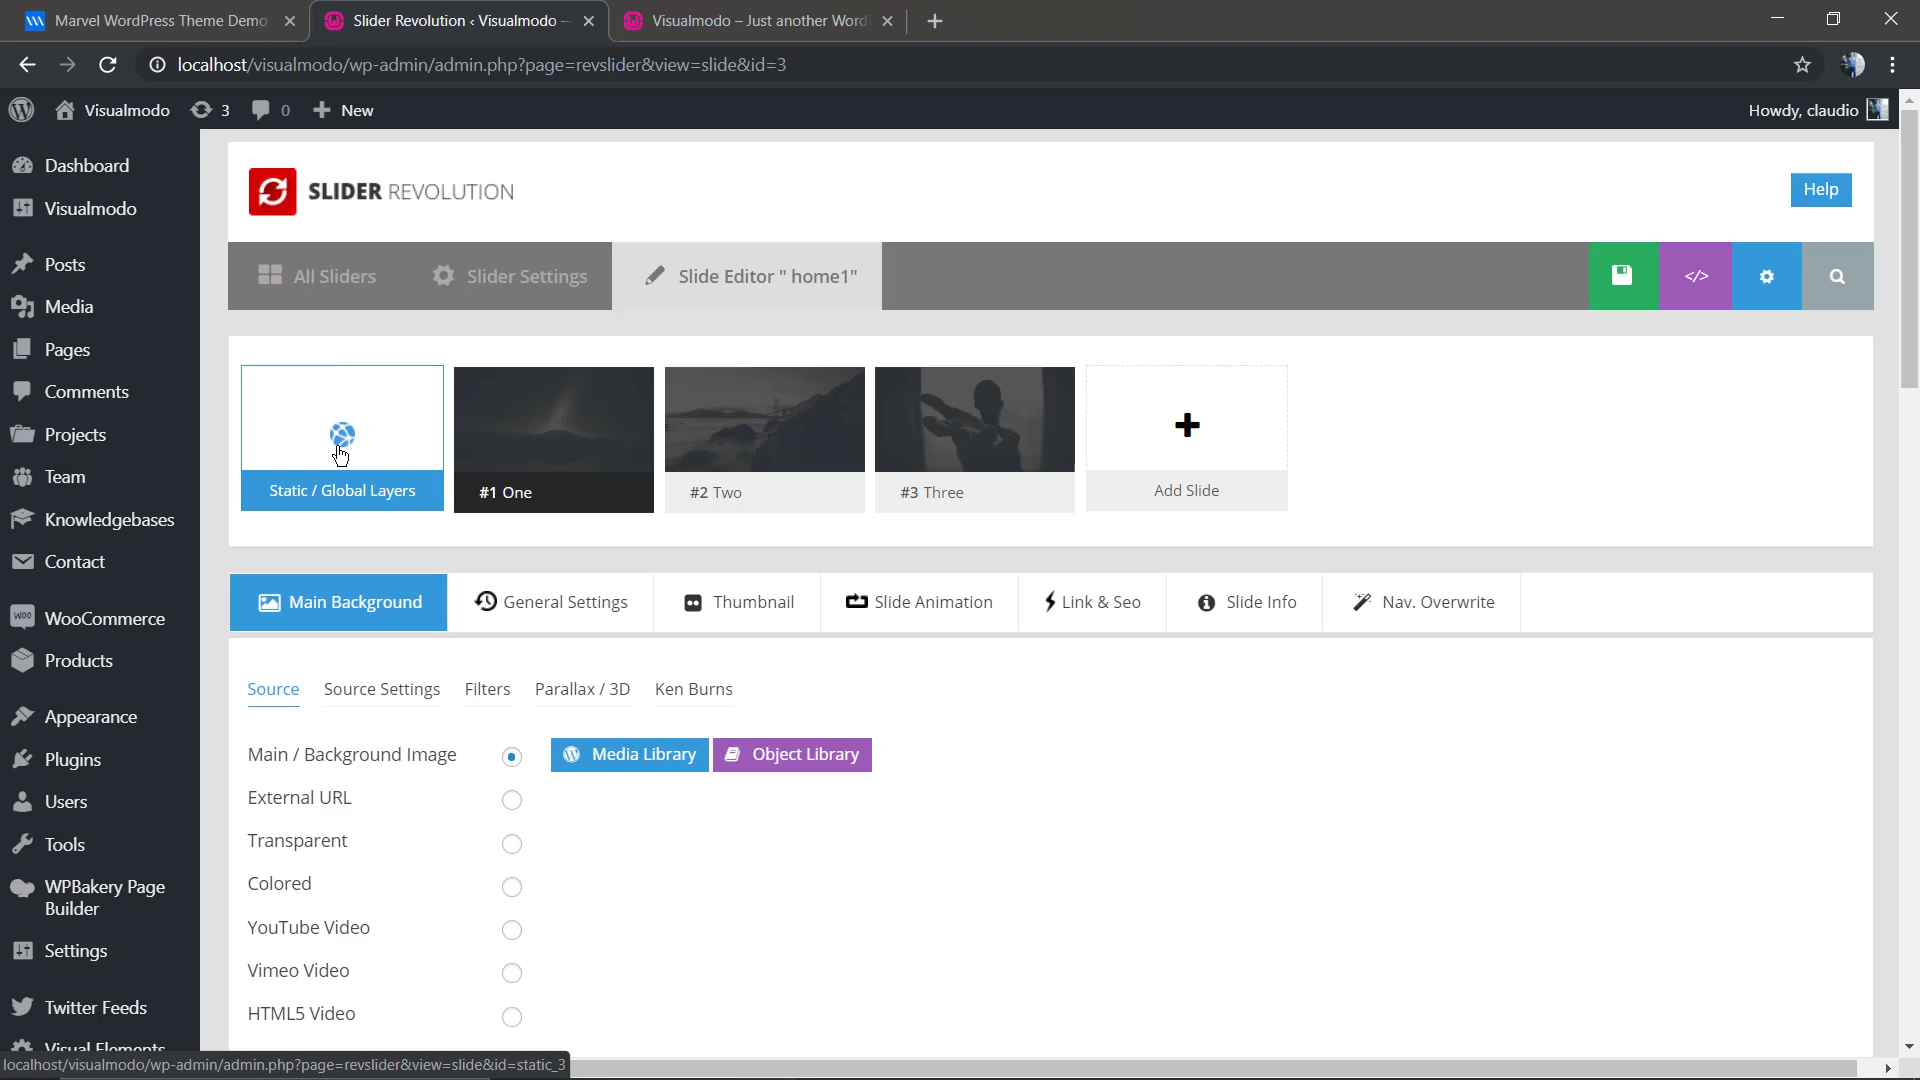 Marvel WordPress Theme Demo
Slider Revolution ‹ Visualmodo –
Visualmodo – Just another Word
localhost/visualmodo/wp-admin/admin.php?page=revslider&view=slide&id=3
Visualmodo
3
0
New
Howdy, claudio
Dashboard
Visualmodo
Posts
Media
Pages
Comments
Projects
Team
Knowledgebases
Contact
WooCommerce
Products
Appearance
Plugins
Users
Tools
WPBakery Page
Builder
Settings
Twitter Feeds
Visual Elements
SLIDER REVOLUTION
Help
All Sliders
Slider Settings
Slide Editor " home1"
</>
Static / Global Layers
#1 One
#2 Two
#3 Three
Add Slide
Main Background
General Settings
Thumbnail
Slide Animation
Link & Seo
Slide Info
Nav. Overwrite
Source
Source Settings
Filters
Parallax / 3D
Ken Burns
Main / Background Image
Media Library
Object Library
External URL
Transparent
Colored
YouTube Video
Vimeo Video
HTML5 Video
localhost/visualmodo/wp-admin/admin.php?page=revslider&view=slide&id=static_3